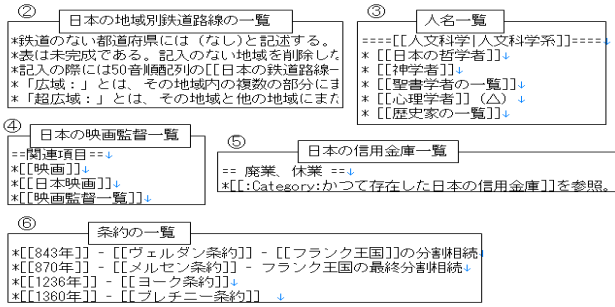 ②
日本の地域別鉄道路線の一覧
*鉄道のない都道府県には（なし）と記述する。
*表は未完成である。記入のない地域を削除した
*記入の際には50音順配列の[[日本の鉄道路線一
*「広域：」とは、その地域内の複数の部分にま
*「超広域：」とは、その地域と他の地域にまた
③
人名一覧
====[[人文科学|人文科学系]]====↓
* [[日本の哲学者]]↓
* [[神学者]]↓
* [[聖書学者の一覧]]↓
* [[心理学者]]（△）↓
* [[歴史家の一覧]]↓
④
日本の映画監督一覧
==関連項目==↓
*[[映画]]↓
*[[日本映画]]↓
*[[映画監督一覧]]↓
⑤
日本の信用金庫一覧
== 廃業、休業 ==↓
*[[:Category:かつて存在した日本の信用金庫]]を参照。
⑥
条約の一覧
*[[843年]] - [[ヴェルダン条約]] - [[フランク王国]]の分割相続↓
*[[870年]] - [[メルセン条約]] - フランク王国の最終分割相続↓
*[[1236年]] - [[ヨーク条約]]↓
*[[1360年]] - [[ブレチニー条約]] ↓